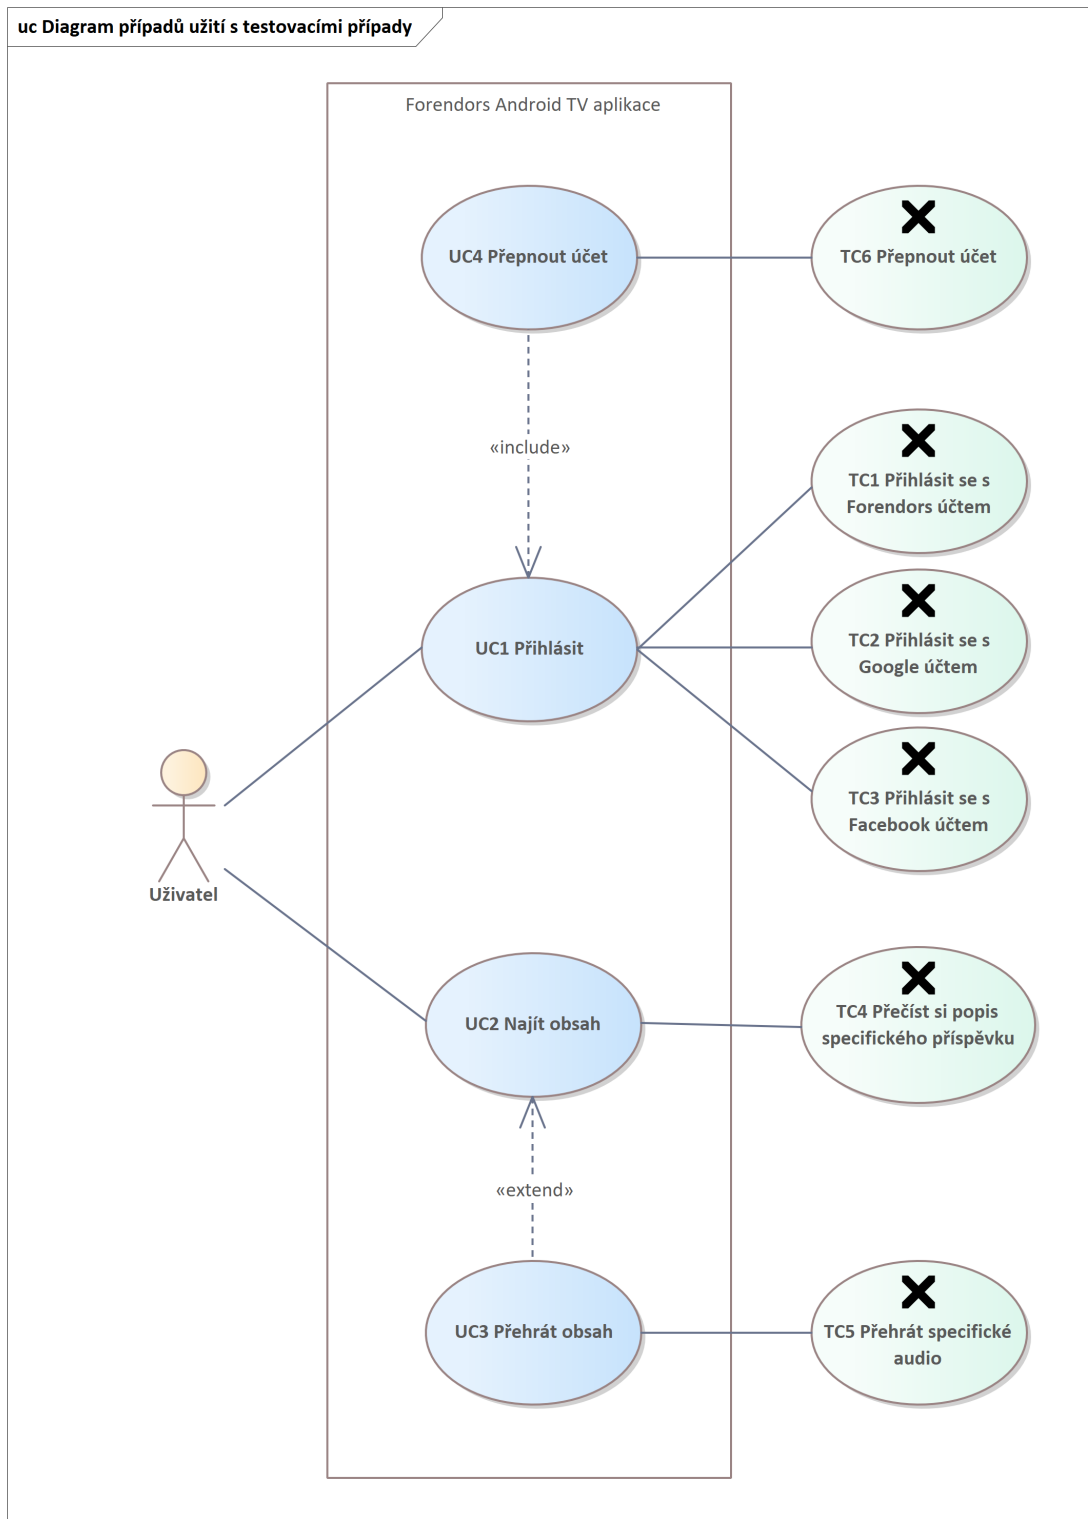 uc Diagram případů užití s testovacími případy
Forendors Android TV aplikace
UC4 Přepnout účet
TC6 Přepnout účet
«include»
TC1 Přihlásit se s
Forendors účtem
UC1 Přihlásit
TC2 Přihlásit se s
Google účtem
TC3 Přihlásit se s
Facebook účtem
Uživatel
UC2 Najít obsah
TC4 Přečíst si popis
specifického příspěvku
«extend»
UC3 Přehrát obsah
TC5 Přehrát specifické
audio